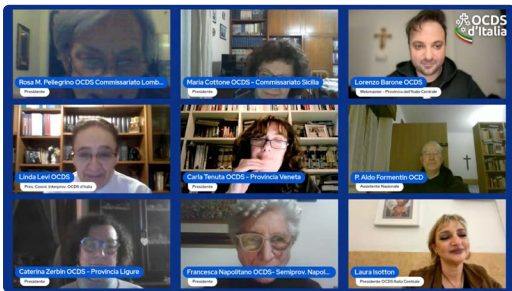 OCDS
d'Italia
Rosa M. Pellegrino OCDS Commissariato Lomb...
Presidente
Maria Cottone OCDS - Commissariato Sicilia
Presidente
Lorenzo Barone OCDS
Webmaster - Provincia dell'Italia Centrale
Linda Levi OCDS
Pres. Comm. Interprov. OCDS d'Italia
Carla Tenuta OCDS - Provincia Veneta
Presidente
P. Aldo Formentin OCD
Assistente Nazionale
Caterina Zerbin OCDS - Provincia Ligure
Presidente
Francesca Napolitano OCDS- Semiprov. Napol...
Presidente
Laura Isotton
Presidente OCDS Italia Centrale